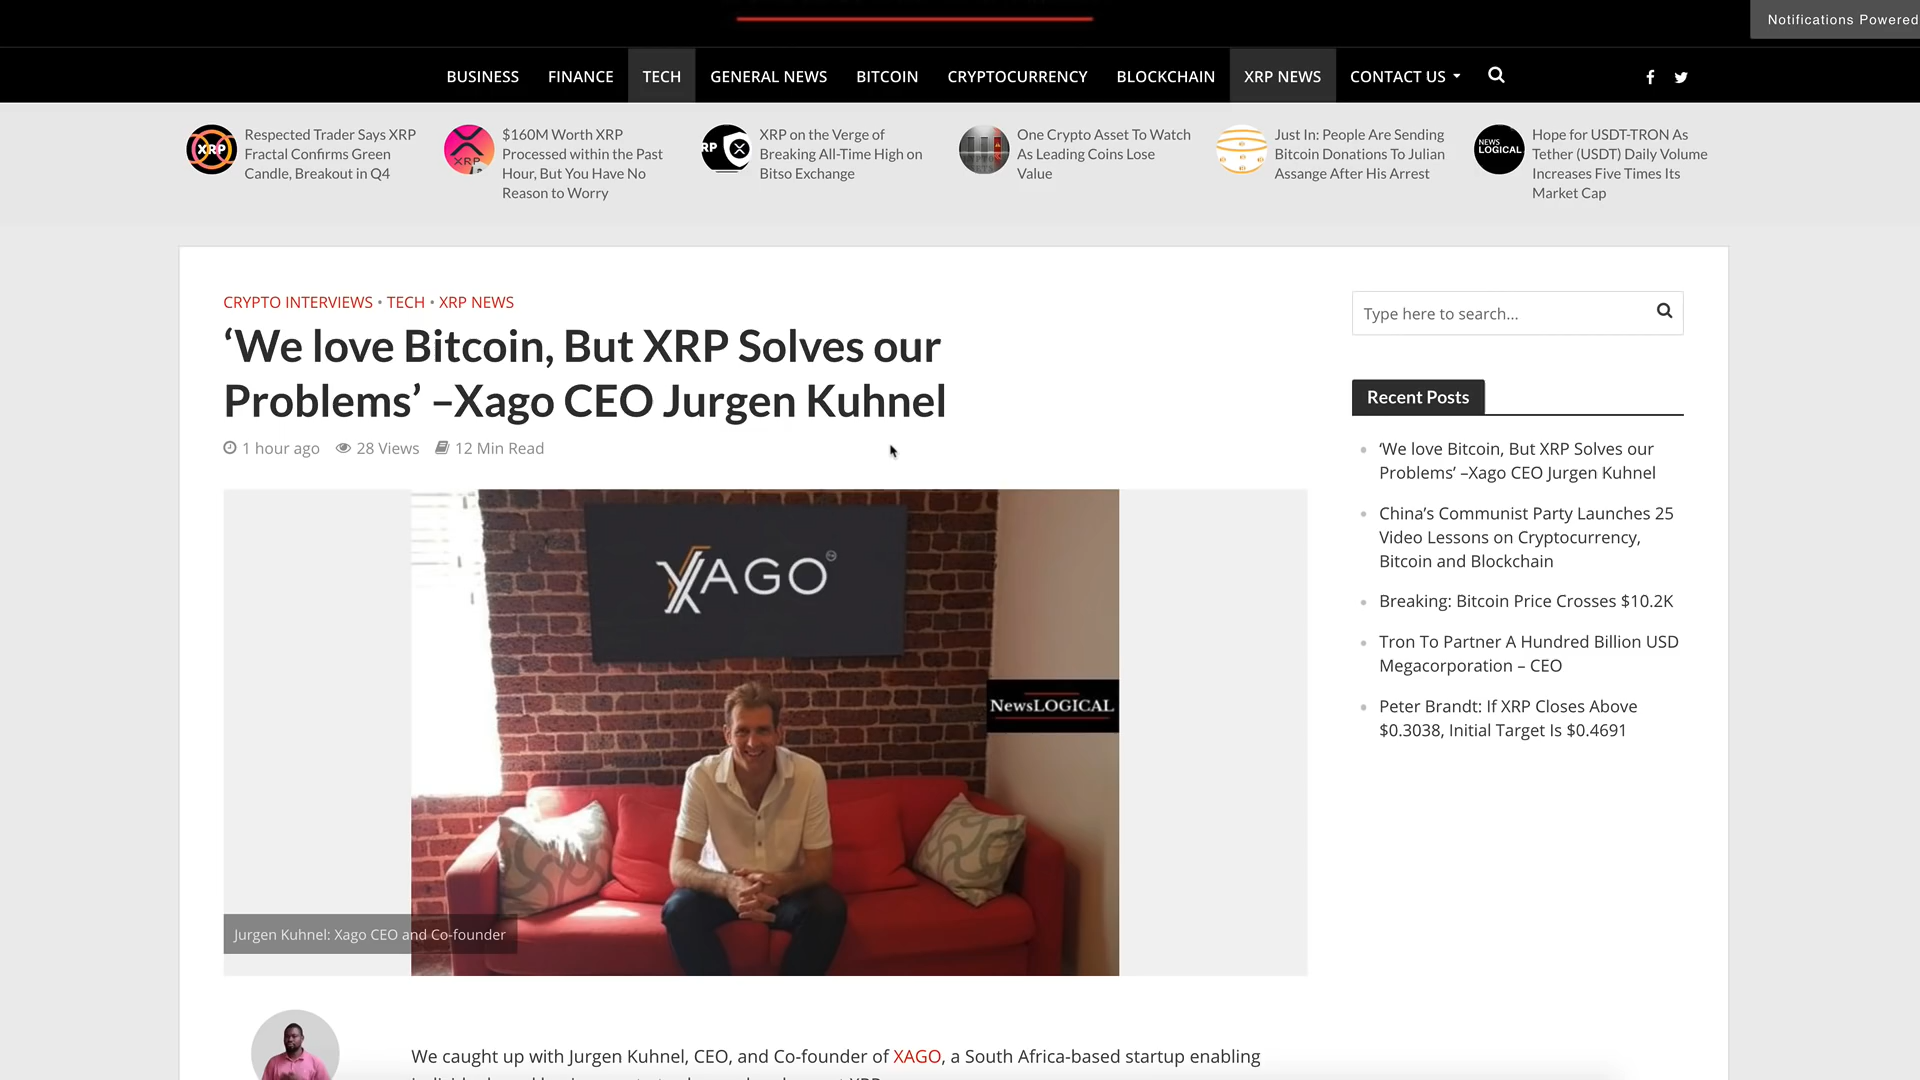 Notifications Powered
BUSINESS FINANCE TECH GENERAL NEWS BITCOIN CRYPTOCURRENCY BLOCKCHAIN XRP NEWS CONTACT US
Respected Trader Says XRP
Fractal Confirms Green
Candle, Breakout in Q4
$160M Worth XRP
Processed within the Past
Hour, But You Have No
Reason to Worry
XRP on the Verge of
Breaking All-Time High on
Bitso Exchange
One Crypto Asset To Watch
As Leading Coins Lose
Value
Just In: People Are Sending
Bitcoin Donations To Julian
Assange After His Arrest
NEWS
LOGICAL
Hope for USDT-TRON As
Tether (USDT) Daily Volume
Increases Five Times Its
Market Cap
XRP
XRP
RP
CRYPTO INTERVIEWS • TECH • XRP NEWS
‘We love Bitcoin, But XRP Solves our
Problems’ –Xago CEO Jurgen Kuhnel
1 hour ago 28 Views 12 Min Read
XAGO
NewsLOGICAL
Jurgen Kuhnel: Xago CEO and Co-founder
We caught up with Jurgen Kuhnel, CEO, and Co-founder of XAGO, a South Africa-based startup enabling
Type here to search...
Recent Posts
‘We love Bitcoin, But XRP Solves our
Problems’ –Xago CEO Jurgen Kuhnel
China’s Communist Party Launches 25
Video Lessons on Cryptocurrency,
Bitcoin and Blockchain
Breaking: Bitcoin Price Crosses $10.2K
Tron To Partner A Hundred Billion USD
Megacorporation – CEO
Peter Brandt: If XRP Closes Above
$0.3038, Initial Target Is $0.4691